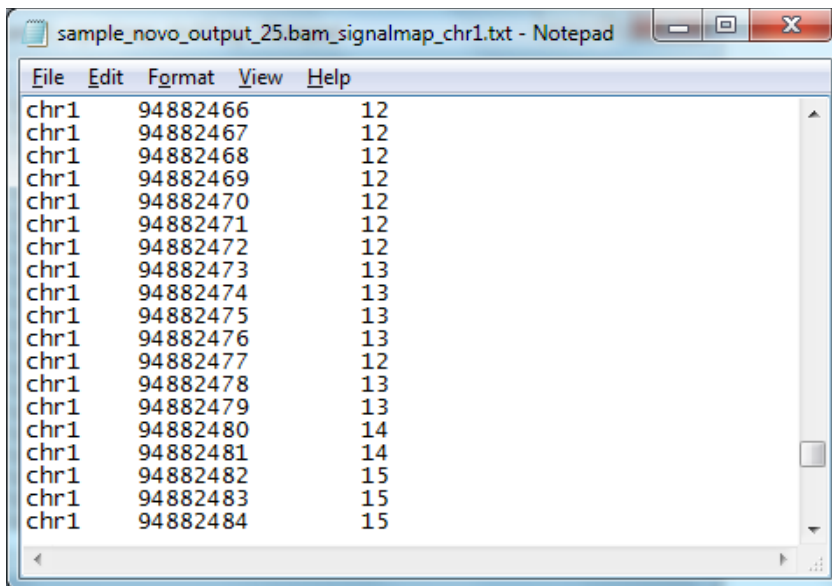 sample_novo_output_25.bam_signalmap_chr1.txt - Notepad
File Edit Format View Help
chr1 94882466 12
chr1 94882467 12
chr1 94882468 12
chr1 94882469 12
chr1 94882470 12
chr1 94882471 12
chr1 94882472 12
chr1 94882473 13
chr1 94882474 13
chr1 94882475 13
chr1 94882476 13
chr1 94882477 12
chr1 94882478 13
chr1 94882479 13
chr1 94882480 14
chr1 94882481 14
chr1 94882482 15
chr1 94882483 15
chr1 94882484 15